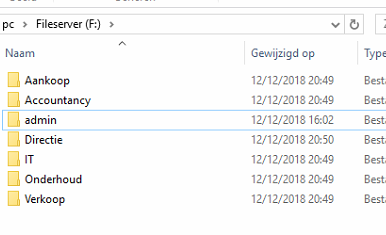 pc > Fileserver (F:) >
Naam Gewijzigd op Type
Aankoop 12/12/2018 20:49 Besta
Accountancy 12/12/2018 20:49 Besta
admin 12/12/2018 16:02 Besta
Directie 12/12/2018 20:50 Besta
IT 12/12/2018 20:49 Besta
Onderhoud 12/12/2018 20:49 Besta
Verkoop 12/12/2018 20:49 Besta